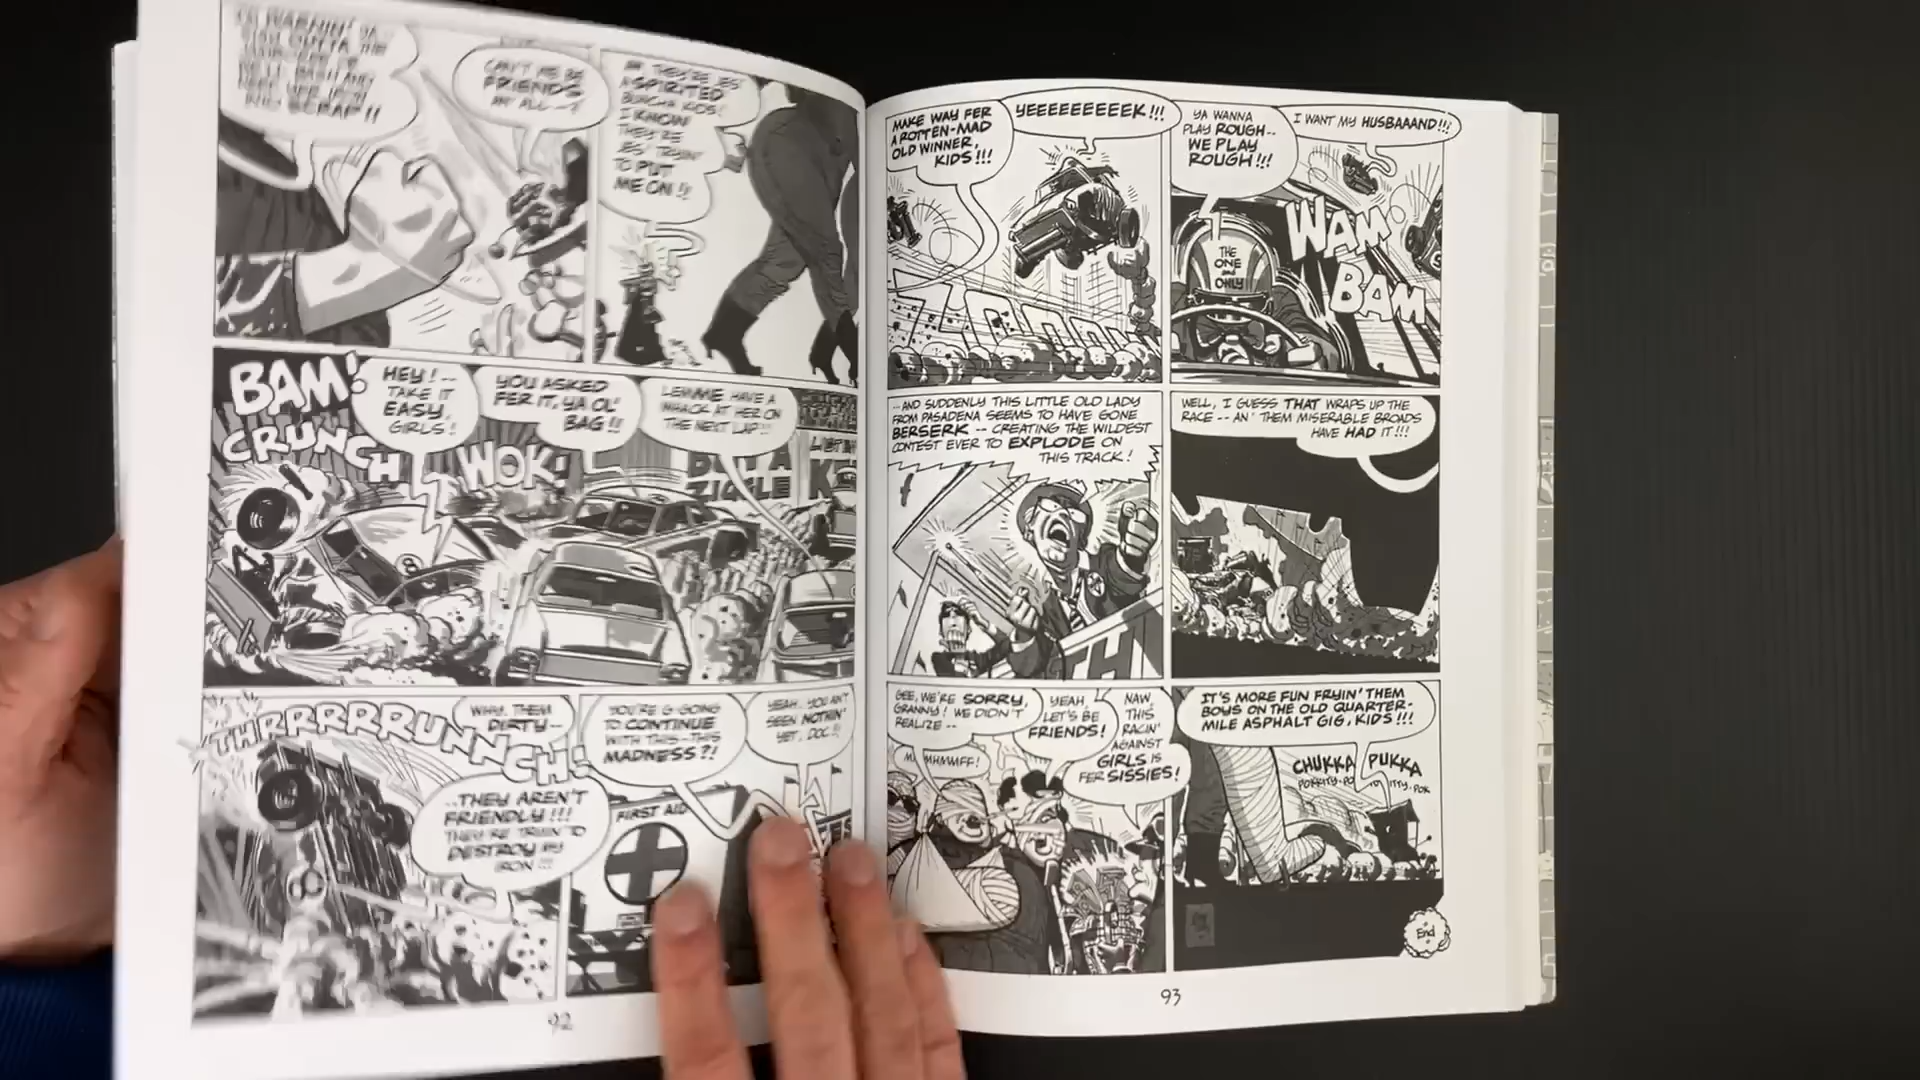 CAN'T WE BE
FRIENDS
AT ALL--?
AW, THEY'RE JES'
A SPIRITED
BUNCHA KIDS!
I KNOW
THEY'RE
JES' TRYIN'
TO PUT
ME ON!!
BAM!
CRUNCH
HEY!--
TAKE IT
EASY,
GIRLS!
WOK!
YOU ASKED
FER IT, YA OL'
BAG!!
LEMME HAVE A
WHACK AT HER ON
THE NEXT LAP!!
THRRRRRUNNCH!
WHY, THEM
DIRTY--
..THEY AREN'T
FRIENDLY!!!
THEY'RE TRYIN' TO
DESTROY MY
IRON!!!
YOU'RE G-GOING
TO CONTINUE
WITH THIS--THIS
MADNESS?!
YEAH.. YOU AIN'T
SEEN NOTHIN'
YET, DOC!!
FIRST AID
92
MAKE WAY FER
A ROTTEN-MAD
OLD WINNER,
KIDS!!!
YEEEEEEEEEK!!!
YA WANNA
PLAY ROUGH--
WE PLAY
ROUGH!!!
I WANT MY HUSBAAAND!!!
THE
ONE
AND
ONLY
WAM
BAM
..AND SUDDENLY THIS LITTLE OLD LADY
FROM PASADENA SEEMS TO HAVE GONE
BERSERK -- CREATING THE WILDEST
CONTEST EVER TO EXPLODE ON
THIS TRACK!
WELL, I GUESS THAT WRAPS UP THE
RACE -- AN' THEM MISERABLE BROADS
HAVE HAD IT!!!
GEE, WE'RE SORRY,
GRANNY! WE DIDN'T
REALIZE --
YEAH,
LET'S BE
FRIENDS!
NAW,
THIS
RACIN'
AGAINST
GIRLS IS
FER SISSIES!
IT'S MORE FUN FRYIN' THEM
BOYS ON THE OLD QUARTER-
MILE ASPHALT GIG, KIDS!!!
CHUKKA PUKKA
End
93